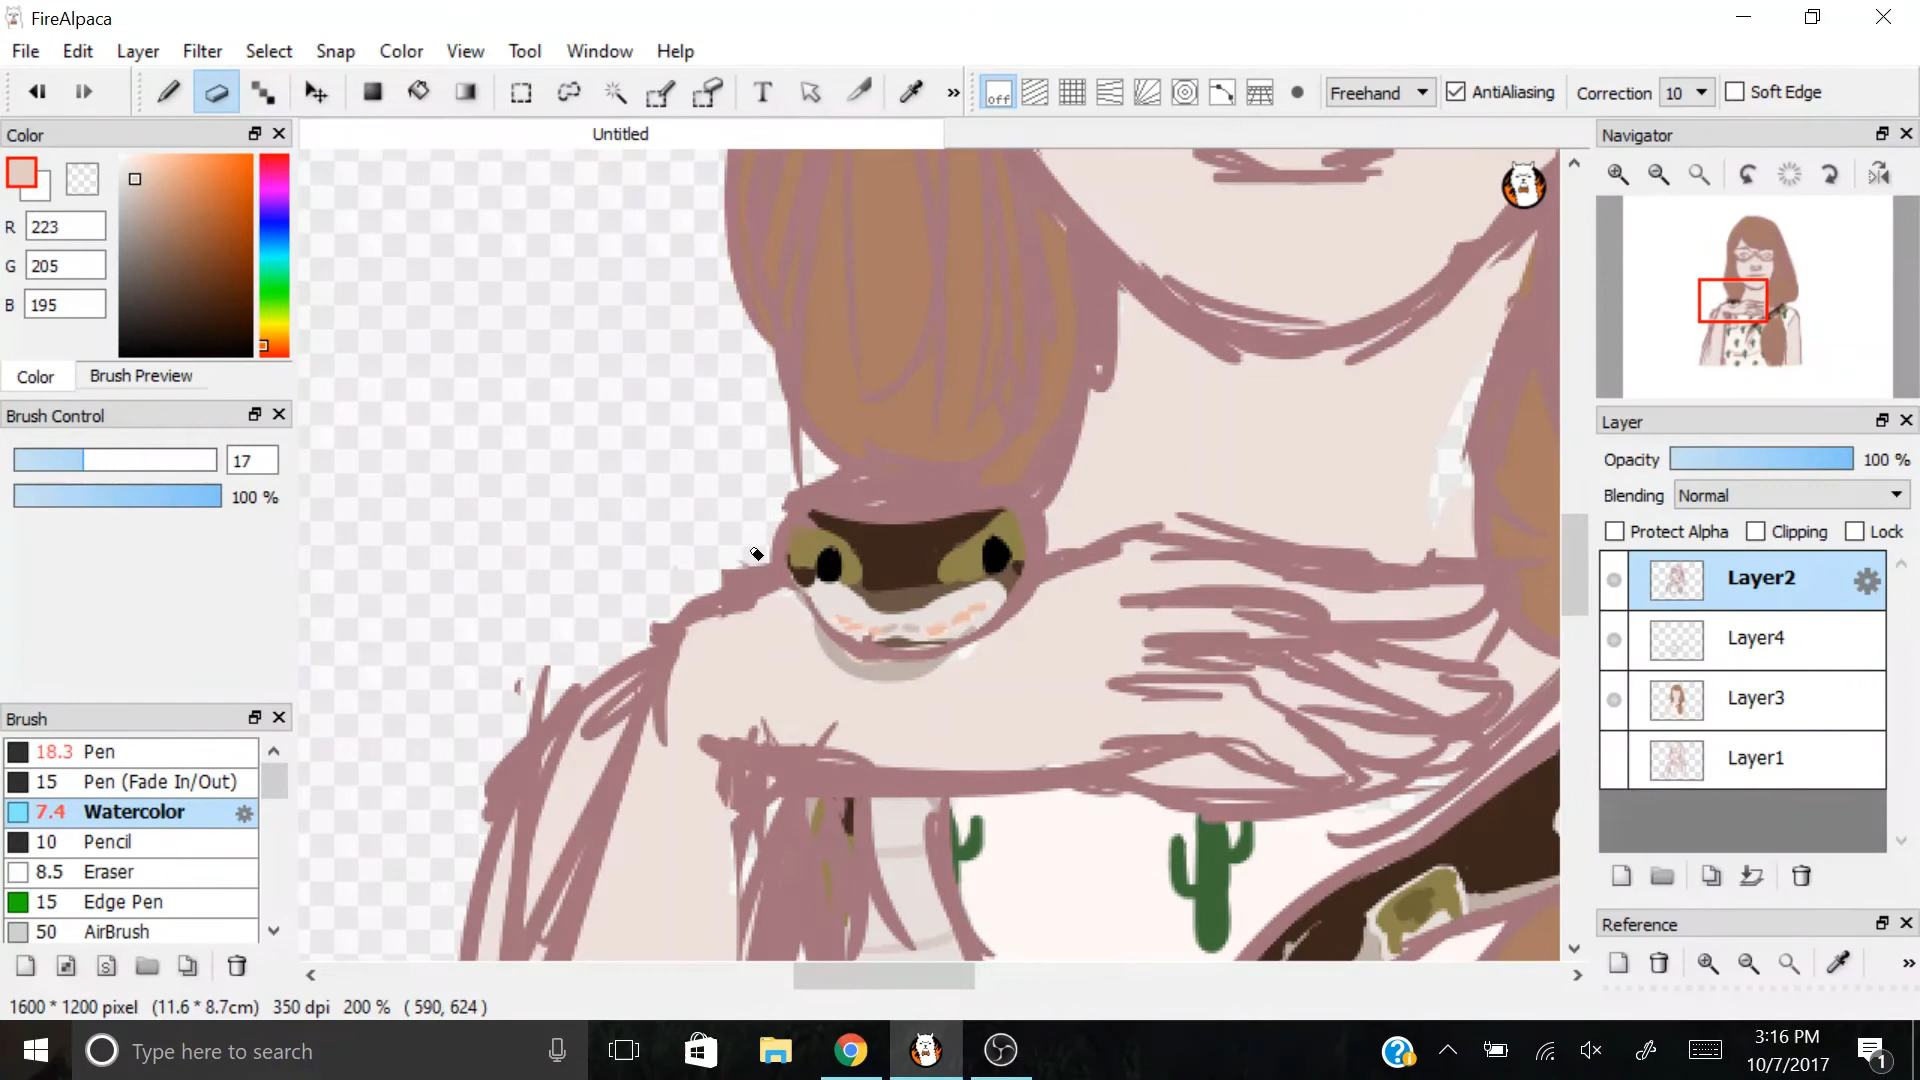 FireAlpaca
File Edit Layer Filter Select Snap Color View Tool Window Help
T off Freehand AntiAliasing Correction 10 Soft Edge
Color
Untitled
Navigator
R 223
G 205
B 195
Color Brush Preview
Brush Control
17
100 %
Layer
Opacity 100 %
Blending Normal
Protect Alpha Clipping Lock
Layer2
Layer4
Layer3
Layer1
Brush
18.3 Pen
15 Pen (Fade In/Out)
7.4 Watercolor
10 Pencil
8.5 Eraser
15 Edge Pen
50 AirBrush
Reference
1600 * 1200 pixel (11.6 * 8.7cm) 350 dpi 200 % ( 590, 624 )
Type here to search
3:16 PM
10/7/2017
1